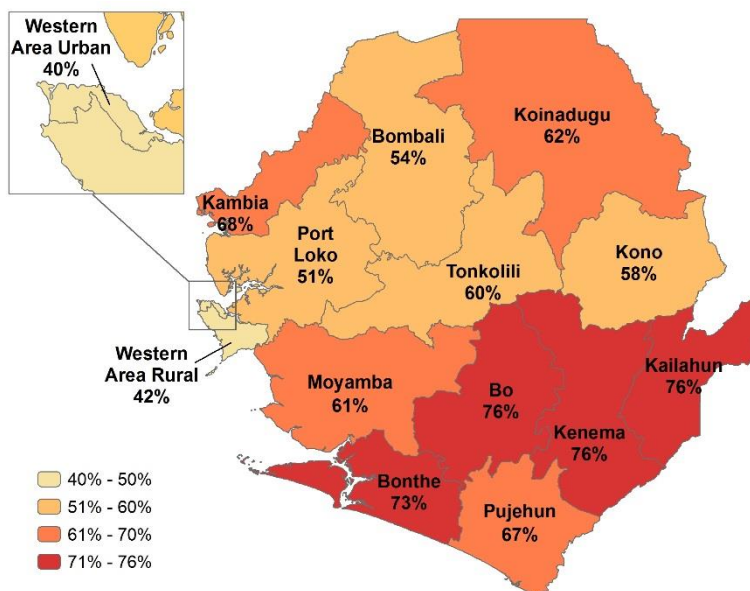 Western
Area Urban
40%
Koinadugu
62%
Bombali
54%
Kambia
68%
Port
Loko
51%
Kono
58%
Tonkolili
60%
Western
Area Rural
42%
Moyamba
61%
Bo
76%
Kailahun
76%
Kenema
76%
Bonthe
73%
Pujehun
67%
40% - 50%
51% - 60%
61% - 70%
71% - 76%